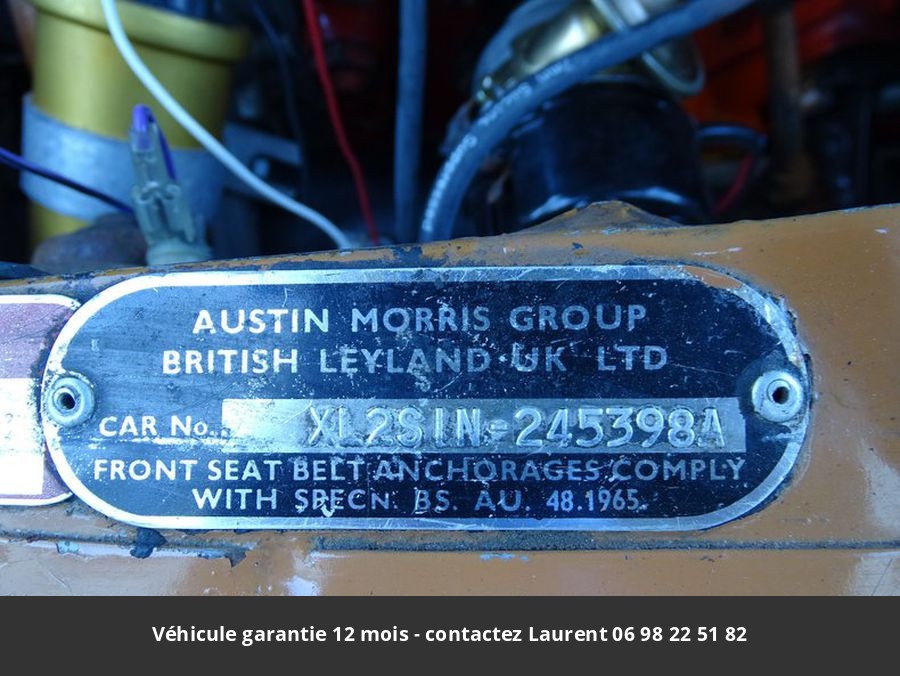 AUSTIN MORRIS GROUP
BRITISH LEYLAND UK LTD
CAR No. XL2S1N-245398A
FRONT SEAT BELT ANCHORAGES COMPLY
WITH SPECN. BS. AU. 48.1965.
Véhicule garantie 12 mois - contactez Laurent 06 98 22 51 82